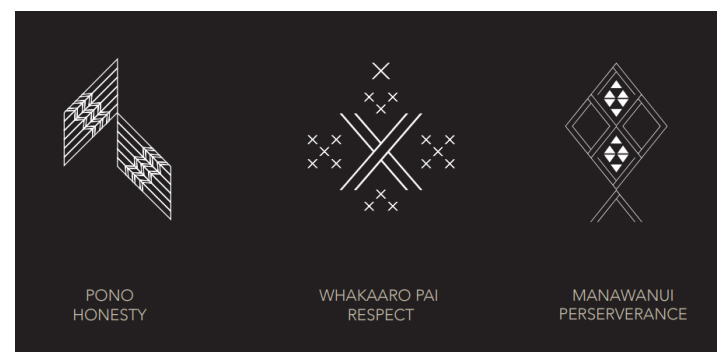 PONO
HONESTY
WHAKAARO PAI
RESPECT
MANAWANUI
PERSERVERANCE